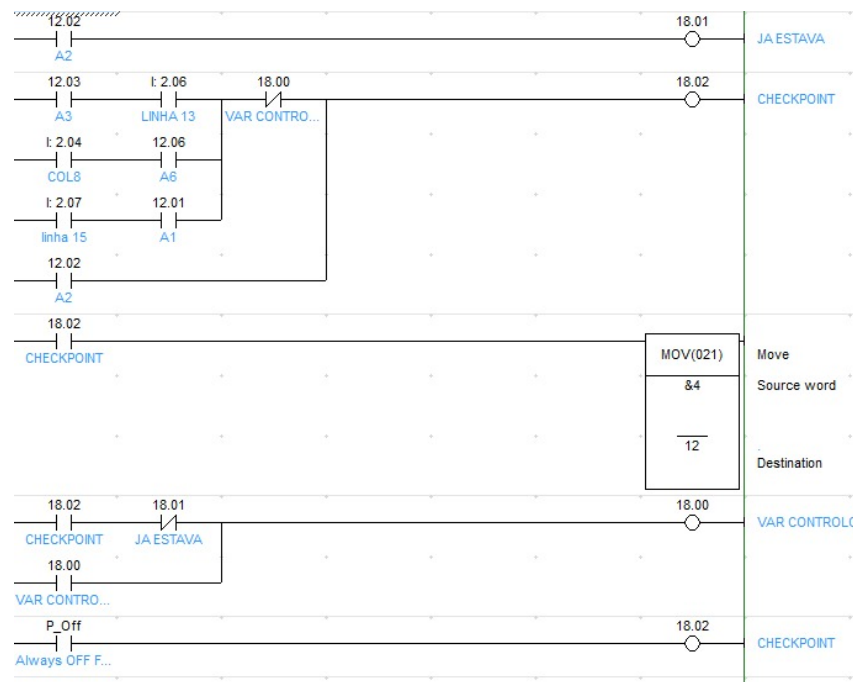 12.02 18.01
A2 JA ESTAVA
12.03 I: 2.06 18.00 18.02
A3 LINHA 13 VAR CONTRO... CHECKPOINT
I: 2.04 12.06
COL8 A6
I: 2.07 12.01
linha 15 A1
12.02
A2
18.02
CHECKPOINT
MOV(021) Move
&4 Source word
12
Destination
18.02 18.01 18.00
CHECKPOINT JA ESTAVA VAR CONTROLO
18.00
VAR CONTRO...
P_Off 18.02
Always OFF F... CHECKPOINT